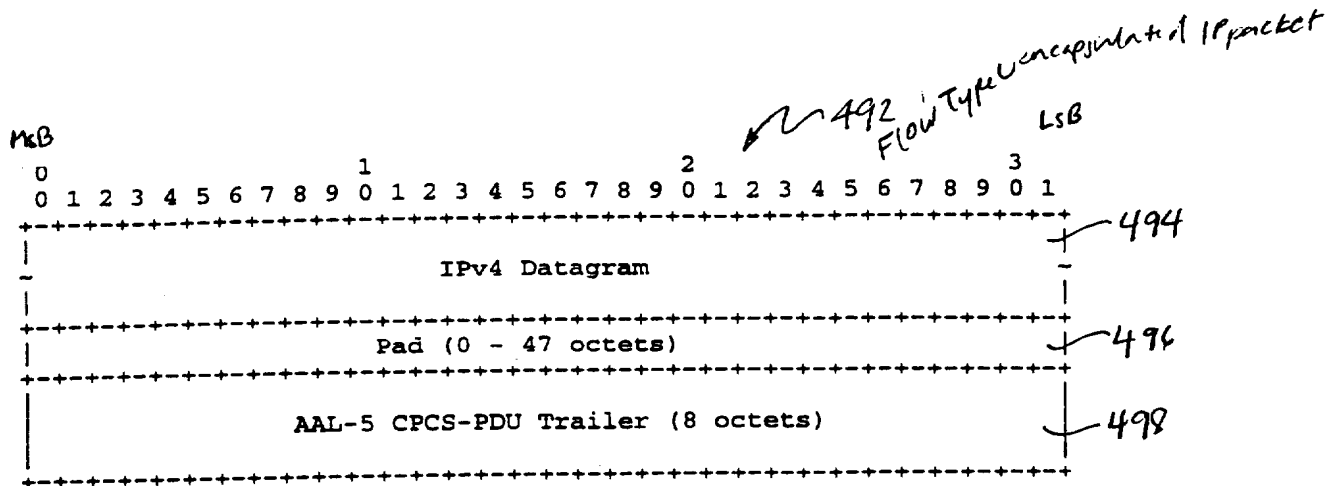 492 Flow Type 0 encapsulated IP packet
MsB
LsB
0 1 2 3
0 1 2 3 4 5 6 7 8 9 0 1 2 3 4 5 6 7 8 9 0 1 2 3 4 5 6 7 8 9 0 1
+-+-+-+-+-+-+-+-+-+-+-+-+-+-+-+-+-+-+-+-+-+-+-+-+-+-+-+-+-+-+-+-+
IPv4 Datagram
494
+-+-+-+-+-+-+-+-+-+-+-+-+-+-+-+-+-+-+-+-+-+-+-+-+-+-+-+-+-+-+-+-+
Pad (0 - 47 octets)
496
+-+-+-+-+-+-+-+-+-+-+-+-+-+-+-+-+-+-+-+-+-+-+-+-+-+-+-+-+-+-+-+-+
AAL-5 CPCS-PDU Trailer (8 octets)
498
+-+-+-+-+-+-+-+-+-+-+-+-+-+-+-+-+-+-+-+-+-+-+-+-+-+-+-+-+-+-+-+-+